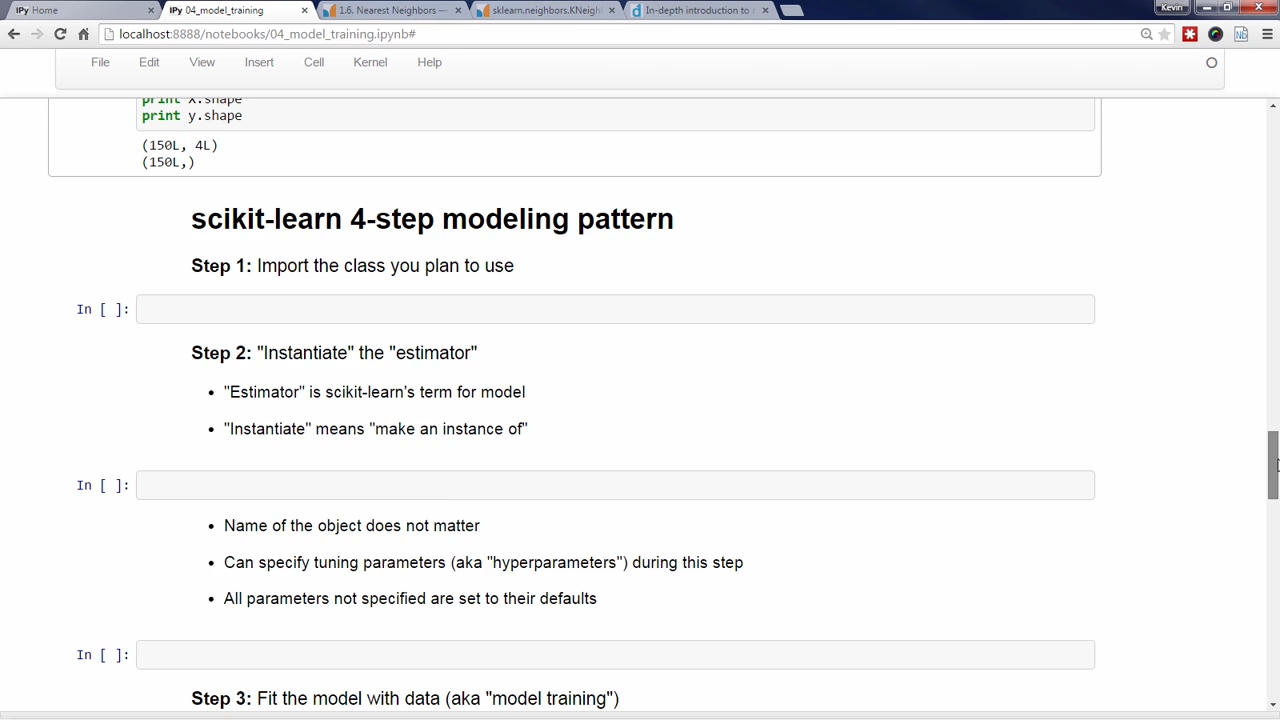 IPy Home
IPy 04_model_training
1.6. Nearest Neighbors —
sklearn.neighbors.KNeigh
In-depth introduction to
Kevin
localhost:8888/notebooks/04_model_training.ipynb#
File Edit View Insert Cell Kernel Help
print X.shape
print y.shape
(150L, 4L)
(150L,)
scikit-learn 4-step modeling pattern
Step 1: Import the class you plan to use
In [ ]:
Step 2: "Instantiate" the "estimator"
• "Estimator" is scikit-learn's term for model
• "Instantiate" means "make an instance of"
In [ ]:
• Name of the object does not matter
• Can specify tuning parameters (aka "hyperparameters") during this step
• All parameters not specified are set to their defaults
In [ ]:
Step 3: Fit the model with data (aka "model training")